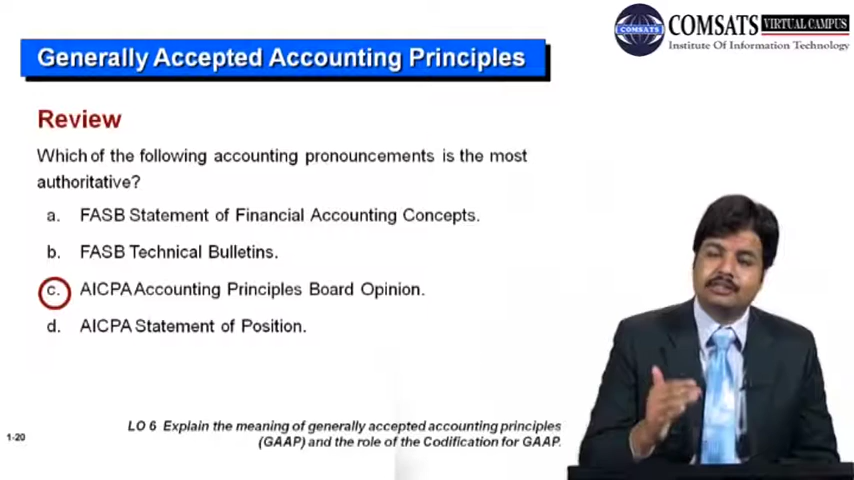 COMSATS
COMSATS VIRTUAL CAMPUS
Institute Of Information Technology
Generally Accepted Accounting Principles
Review
Which of the following accounting pronouncements is the most
authoritative?
a. FASB Statement of Financial Accounting Concepts.
b. FASB Technical Bulletins.
c. AICPA Accounting Principles Board Opinion.
d. AICPA Statement of Position.
LO 6 Explain the meaning of generally accepted accounting principles
(GAAP) and the role of the Codification for GAAP.
1-20